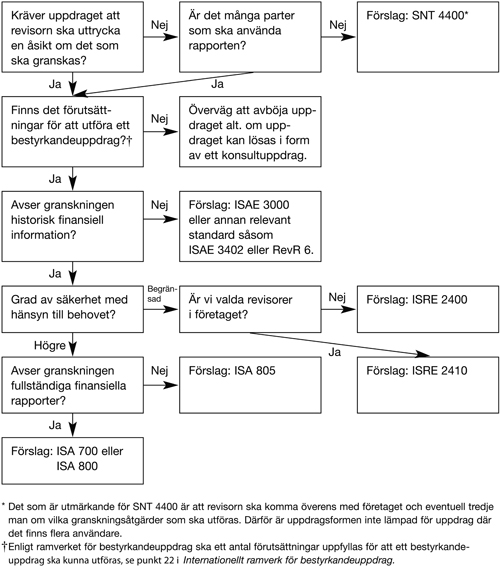 Kräver uppdraget att
revisorn ska uttrycka
en åsikt om det som
ska granskas?
Nej
Är det många parter
som ska använda
rapporten?
Nej
Förslag: SNT 4400*
Ja
Ja
Finns det förutsätt-
ningar för att utföra ett
bestyrkandeuppdrag?†
Nej
Överväg att avböja upp-
draget alt. om upp-
draget kan lösas i form
av ett konsultuppdrag.
Ja
Avser granskningen
historisk finansiell
information?
Nej
Förslag: ISAE 3000
eller annan relevant
standard såsom
ISAE 3402 eller RevR 6.
Ja
Grad av säkerhet med
hänsyn till behovet?
Begrän-
sad
Är vi valda revisorer
i företaget?
Nej
Förslag: ISRE 2400
Högre
Ja
Avser granskningen
fullständiga finansiella
rapporter?
Nej
Förslag: ISA 805
Förslag: ISRE 2410
Ja
Förslag: ISA 700 eller
ISA 800
* Det som är utmärkande för SNT 4400 är att revisorn ska komma överens med företaget och eventuell tredje
man om vilka granskningsåtgärder som ska utföras. Därför är uppdragsformen inte lämpad för uppdrag där
det finns flera användare.
† Enligt ramverket för bestyrkandeuppdrag ska ett antal förutsättningar uppfyllas för att ett bestyrkande-
uppdrag ska kunna utföras, se punkt 22 i Internationellt ramverk för bestyrkandeuppdrag.